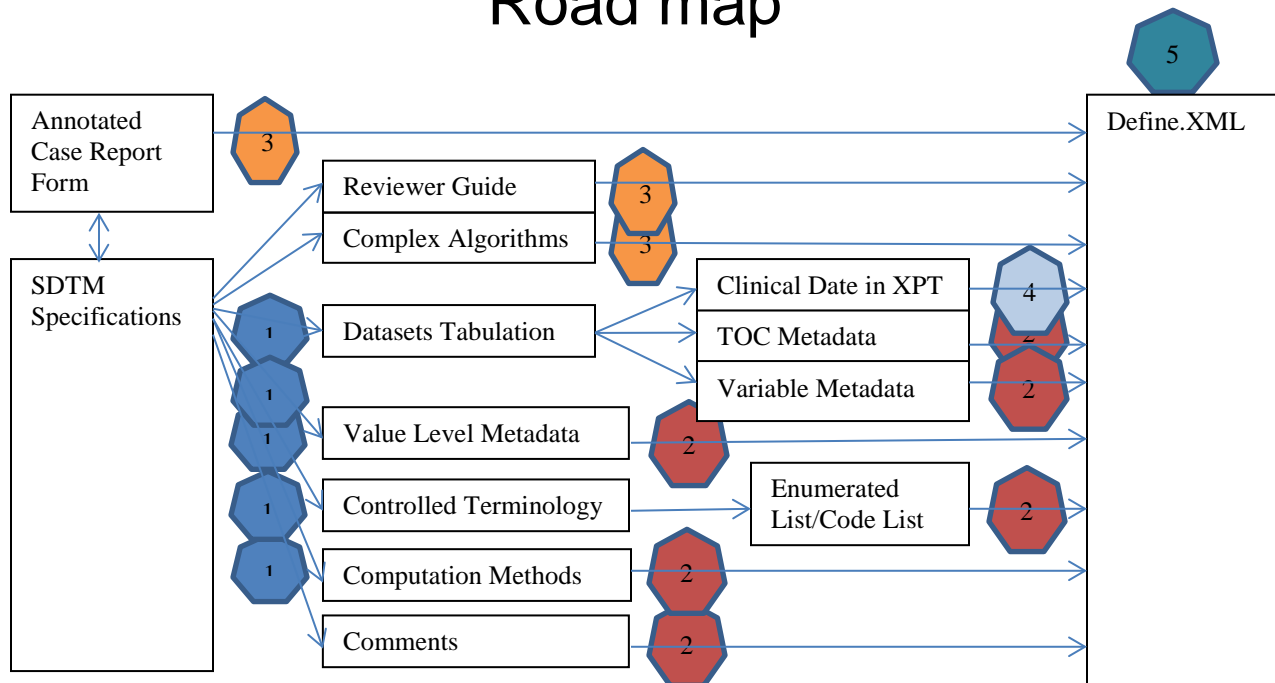 Road map
5
Annotated
Case Report
Form
3
Define.XML
Reviewer Guide
3
Complex Algorithms
3
SDTM
Specifications
Clinical Date in XPT
4
1
Datasets Tabulation
TOC Metadata
2
Variable Metadata
2
1
1
Value Level Metadata
2
1
Controlled Terminology
Enumerated
List/Code List
2
1
Computation Methods
2
Comments
2